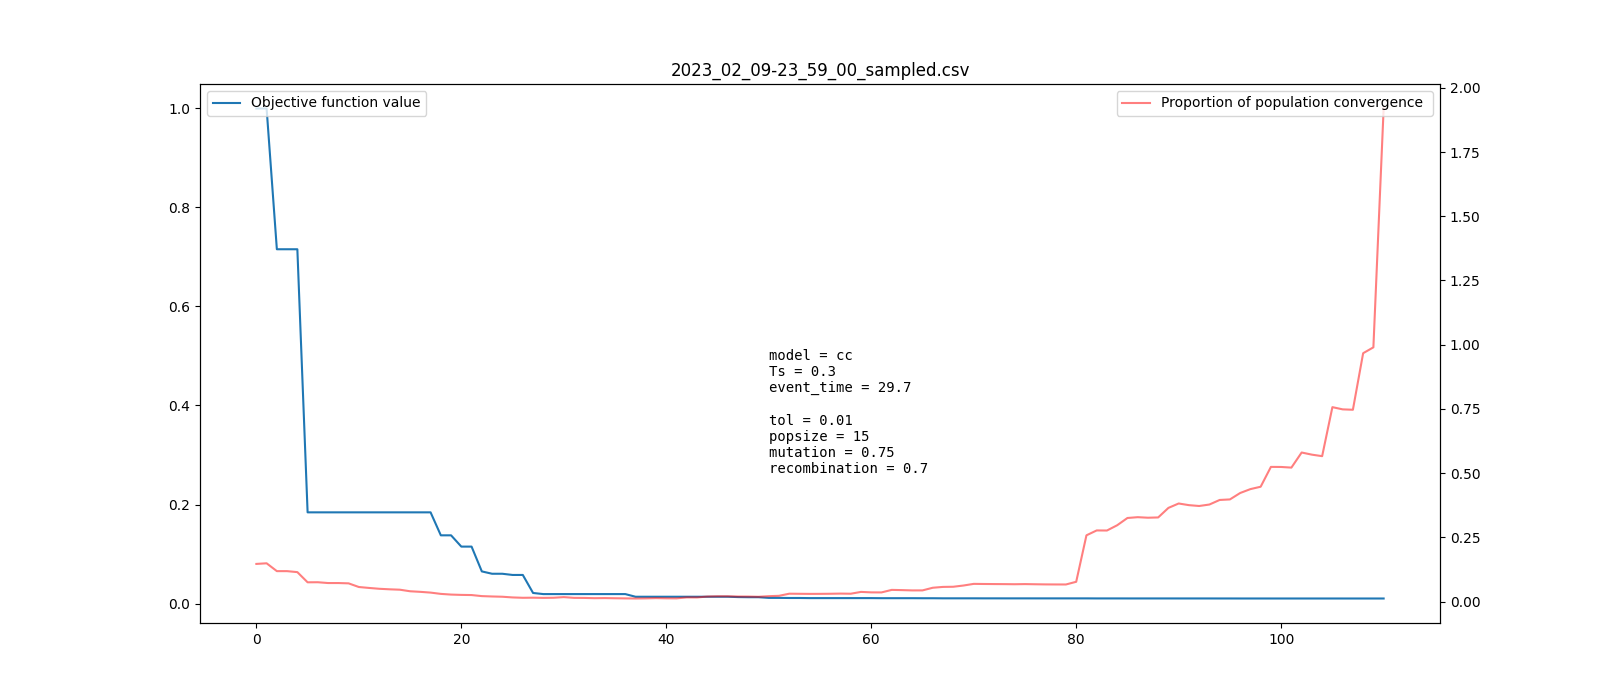 2023_02_09-23_59_00_sampled.csv
Objective function value
Proportion of population convergence
1.0
0.8
0.6
0.4
0.2
0.0
2.00
1.75
1.50
1.25
1.00
0.75
0.50
0.25
0.00
model = cc
Ts = 0.3
event_time = 29.7
tol = 0.01
popsize = 15
mutation = 0.75
recombination = 0.7
0
20
40
60
80
100